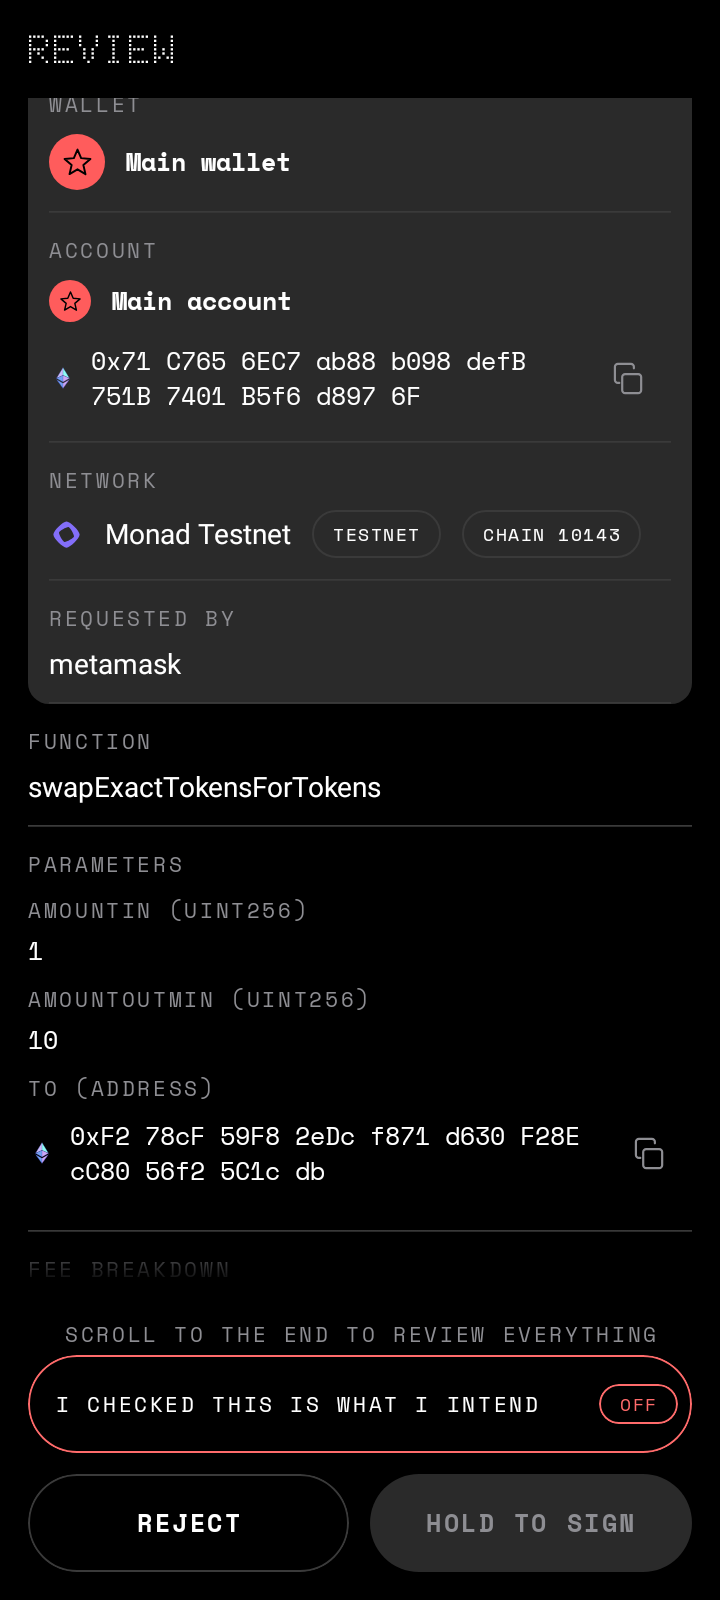 REVIEW
WALLET
Main wallet
ACCOUNT
Main account
0x71 C765 6EC7 ab88 b098 defB
751B 7401 B5f6 d897 6F
NETWORK
Monad Testnet TESTNET CHAIN 10143
REQUESTED BY
metamask
FUNCTION
swapExactTokensForTokens
PARAMETERS
AMOUNTIN (UINT256)
1
AMOUNTOUTMIN (UINT256)
10
TO (ADDRESS)
0xF2 78cF 59F8 2eDc f871 d630 F28E
cC80 56f2 5C1c db
FEE BREAKDOWN
SCROLL TO THE END TO REVIEW EVERYTHING
I CHECKED THIS IS WHAT I INTEND OFF
REJECT HOLD TO SIGN